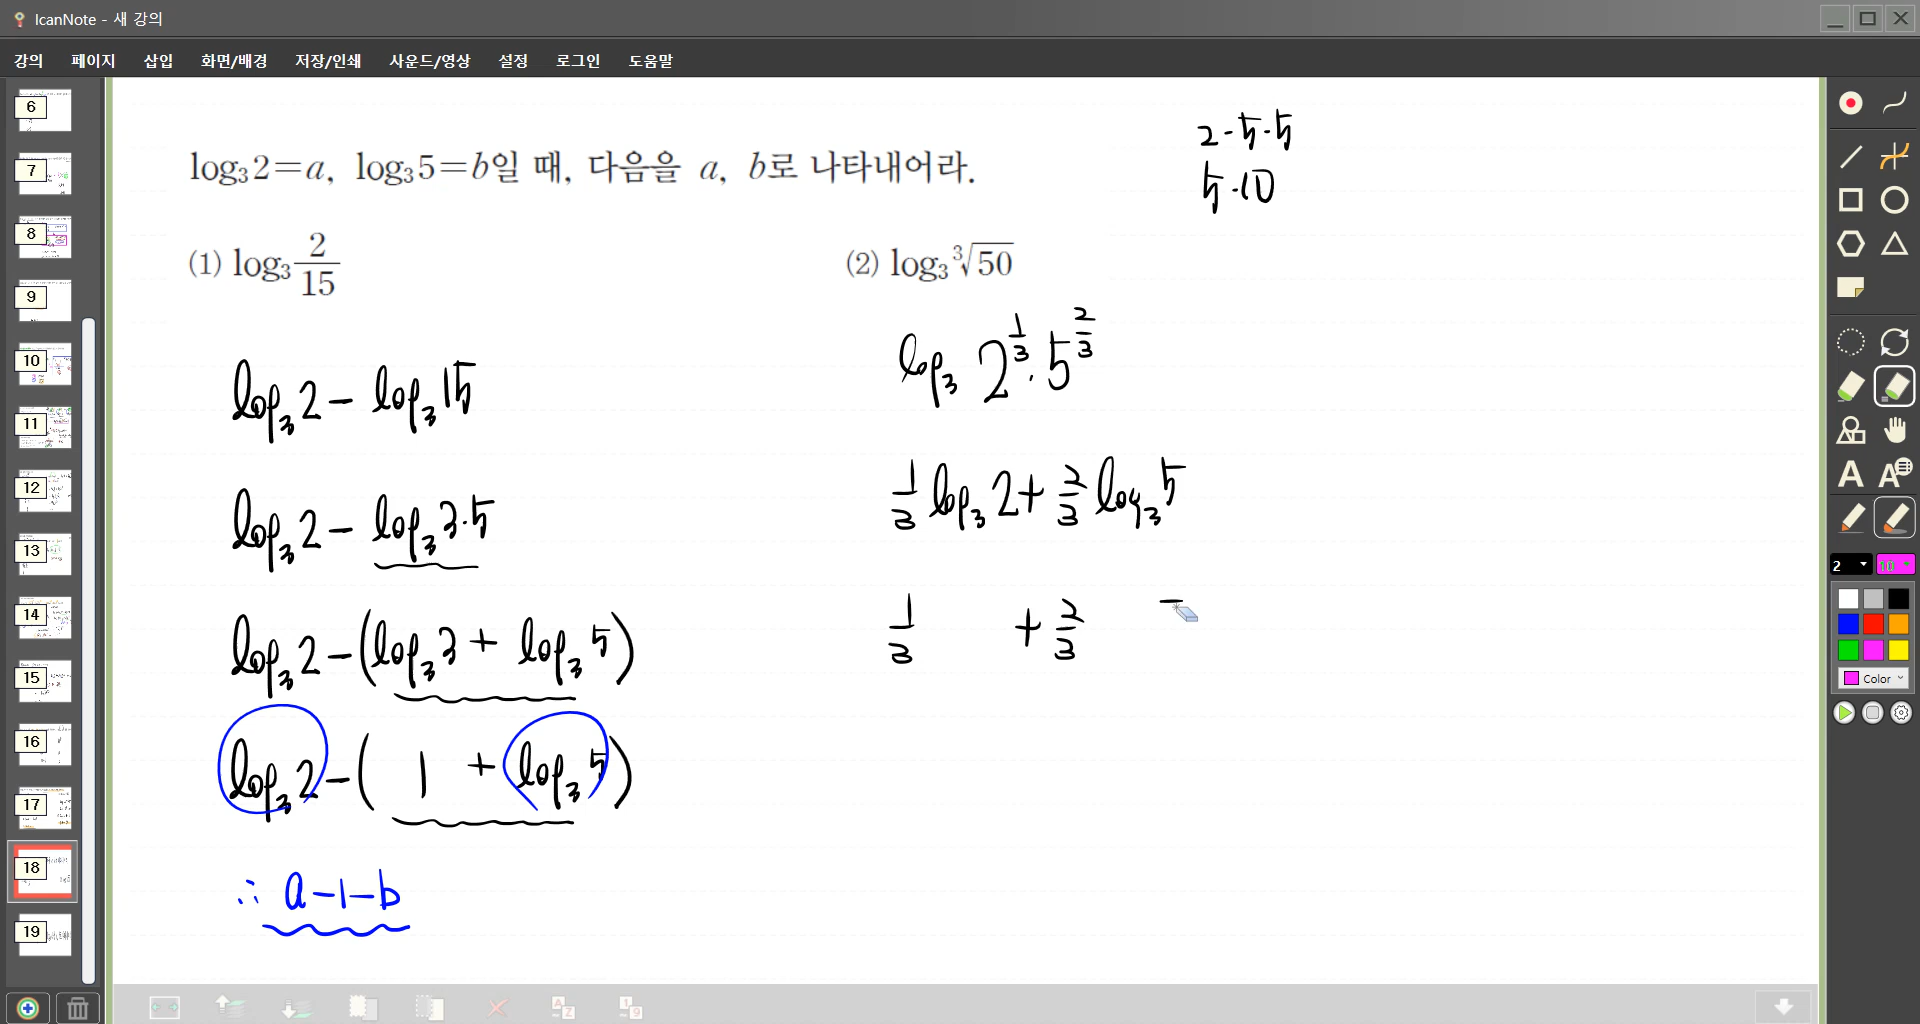 IcanNote - 새 강의
강의 페이지 삽입 화면/배경 저장/인쇄 사운드/영상 설정 로그인 도움말
6
7
8
9
10
11
12
13
14
15
16
17
18
19
log₃2=a, log₃5=b일 때, 다음을 a, b로 나타내어라.
2·5·5
5·10
(1) log₃ 2/15
log₃2 - log₃15
log₃2 - log₃3·5
log₃2 - (log₃3 + log₃5)
log₃2 - ( 1 + log₃5)
∴ a-1-b
(2) log₃ ∛50
log₃ 2^(1/3) · 5^(2/3)
1/3 log₃2 + 2/3 log₃5
1/3 + 2/3
2 10
Color